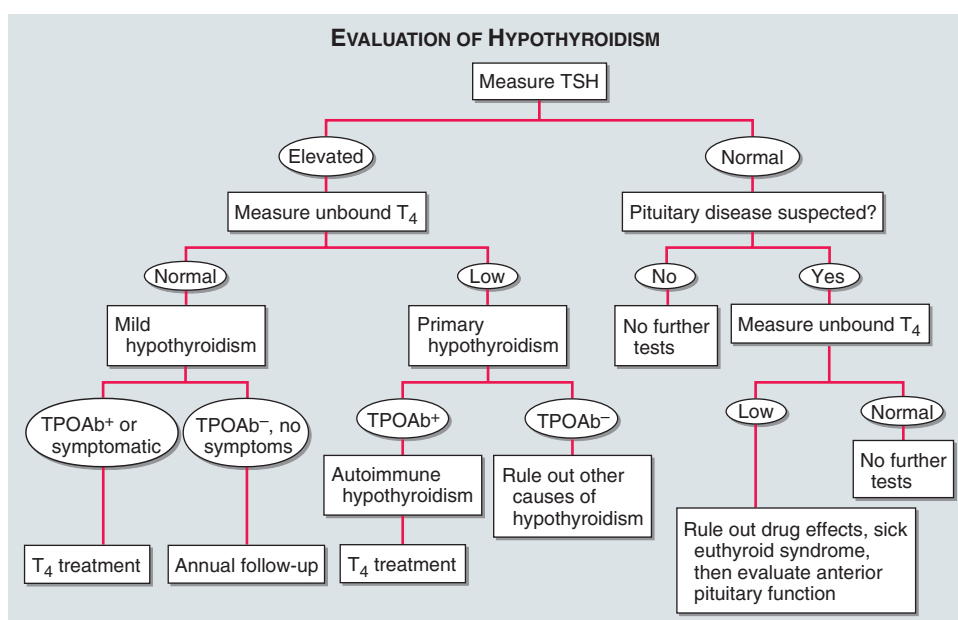 EVALUATION OF HYPOTHYROIDISM
Measure TSH
Elevated
Normal
Measure unbound T4
Pituitary disease suspected?
Normal
Low
No
Yes
Mild
hypothyroidism
Primary
hypothyroidism
No further
tests
Measure unbound T4
TPOAb+ or
symptomatic
TPOAb–, no
symptoms
TPOAb+
TPOAb–
Low
Normal
Autoimmune
hypothyroidism
Rule out other
causes of
hypothyroidism
No further
tests
T4 treatment
Annual follow-up
T4 treatment
Rule out drug effects, sick
euthyroid syndrome,
then evaluate anterior
pituitary function